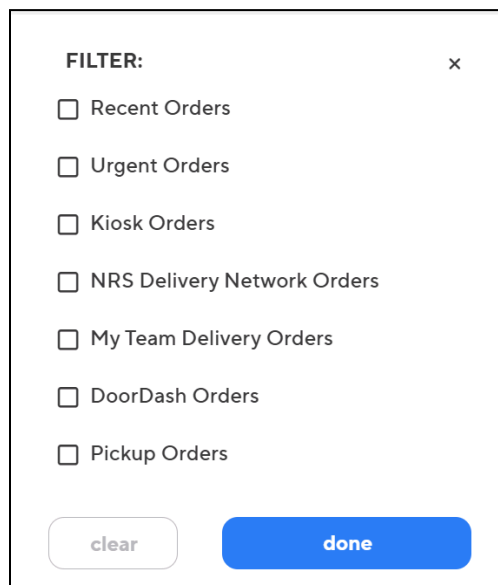 FILTER:
×
Recent Orders
Urgent Orders
Kiosk Orders
NRS Delivery Network Orders
My Team Delivery Orders
DoorDash Orders
Pickup Orders
clear
done